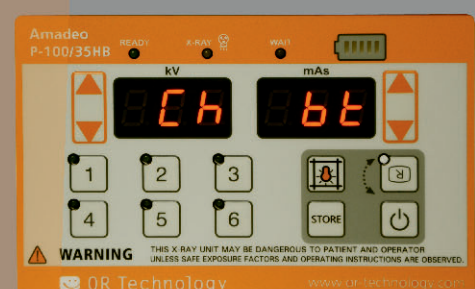 Amadeo
P-100/35HB
READY X-RAY WAIT
kV mAs
Ch bt
1 2 3 R
4 5 6 STORE
WARNING THIS X-RAY UNIT MAY BE DANGEROUS TO PATIENT AND OPERATOR
UNLESS SAFE EXPOSURE FACTORS AND OPERATING INSTRUCTIONS ARE OBSERVED.
OR Technology www.or-technology.com